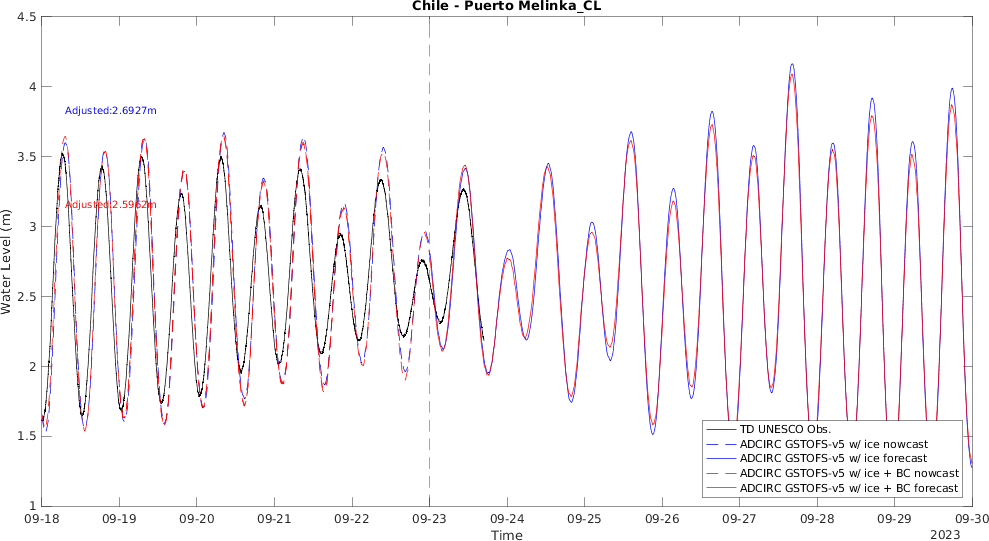 Chile - Puerto Melinka_CL
4.5
4
3.5
3
2.5
2
1.5
1
Water Level (m)
Adjusted:2.6927m
Adjusted:2.5962m
TD UNESCO Obs.
ADCIRC GSTOFS-v5 w/ ice nowcast
ADCIRC GSTOFS-v5 w/ ice forecast
ADCIRC GSTOFS-v5 w/ ice + BC nowcast
ADCIRC GSTOFS-v5 w/ ice + BC forecast
09-18 09-19 09-20 09-21 09-22 09-23 09-24 09-25 09-26 09-27 09-28 09-29 09-30
Time
2023